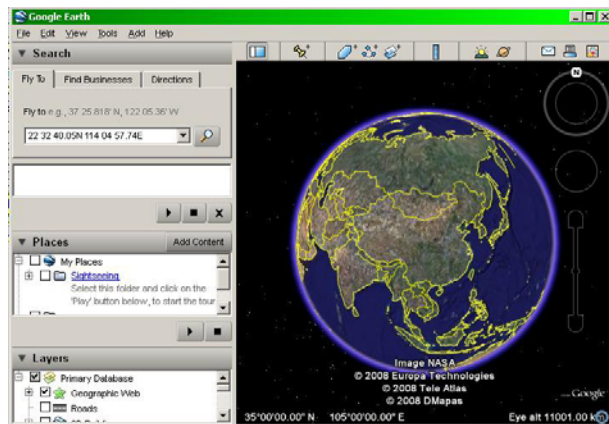 Google Earth
File Edit View Tools Add Help
Search
Fly To Find Businesses Directions
Fly to e.g., 37 25.818' N, 122 05.36' W
22 32 40.05N 114 04 57.74E
Places Add Content
My Places
Sightseeing
Select this folder and click on the
'Play' button below, to start the tour
Layers
Primary Database
Geographic Web
Roads
N
Image NASA
© 2008 Europa Technologies
© 2008 Tele Atlas
© 2008 DMapas
Google
35°00'00.00" N 105°00'00.00" E Eye alt 11001.00 km